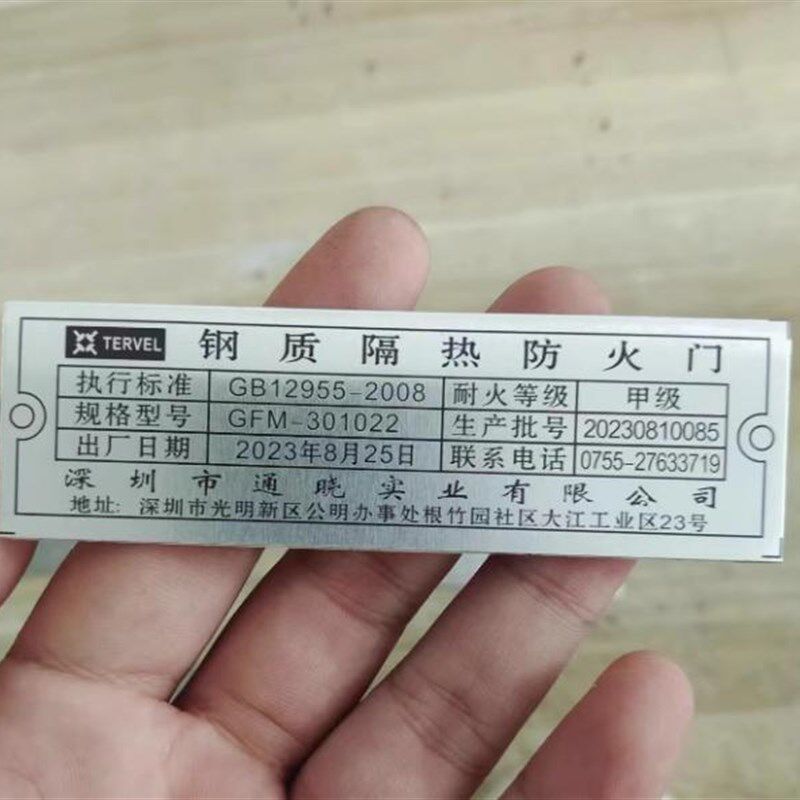 TERVEL 钢质隔热防火门
执行标准 GB12955-2008 耐火等级 甲级
规格型号 GFM-301022 生产批号 20230810085
出厂日期 2023年8月25日 联系电话 0755-27633719
深圳市通晓实业有限公司
地址: 深圳市光明新区公明办事处根竹园社区大江工业区23号